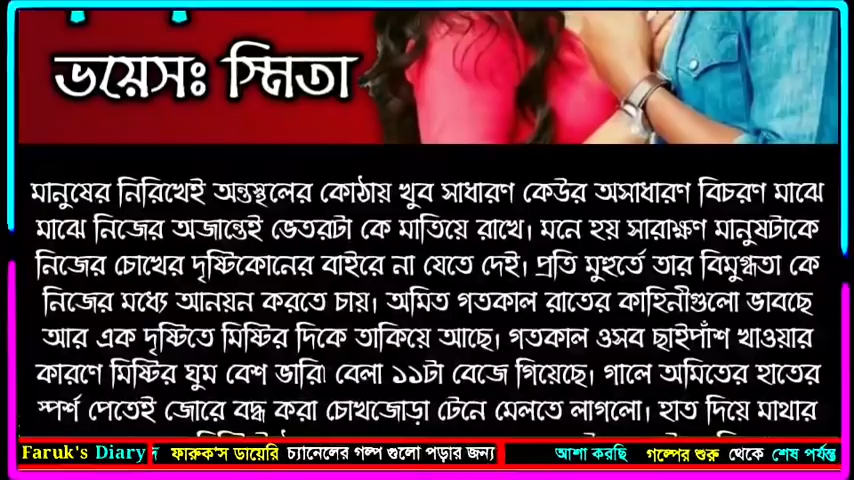 ভয়েসঃ স্মিতা
মানুষের নিরিখেই অন্তস্থলের কোঠায় খুব সাধারণ কেউর অসাধারণ বিচরণ মাঝে
মাঝে নিজের অজান্তেই ভেতরটা কে মাতিয়ে রাখে। মনে হয় সারাক্ষণ মানুষটাকে
নিজের চোখের দৃষ্টিকোনের বাইরে না যেতে দেই। প্রতি মুহুর্তে তার বিমুগ্ধতা কে
নিজের মধ্যে আনয়ন করতে চায়। অমিত গতকাল রাতের কাহিনীগুলো ভাবছে
আর এক দৃষ্টিতে মিষ্টির দিকে তাকিয়ে আছে। গতকাল ওসব ছাইপাঁশ খাওয়ার
কারণে মিষ্টির ঘুম বেশ ভারি৷ বেলা ১১টা বেজে গিয়েছে। গালে অমিতের হাতের
স্পর্শ পেতেই জোরে বদ্ধ করা চোখজোড়া টেনে মেলতে লাগলো। হাত দিয়ে মাথার
Faruk's Diary ফারুক'স ডায়েরি চ্যানেলের গল্প গুলো পড়ার জন্য আশা করছি গল্পের শুরু থেকে শেষ পর্যন্ত